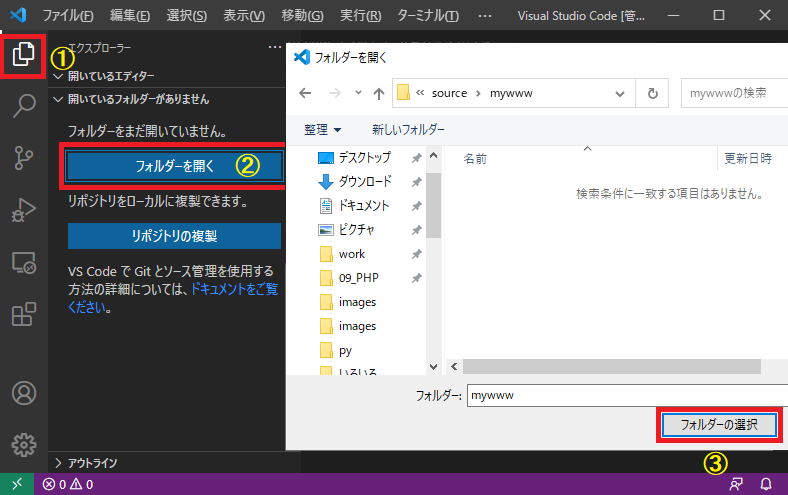 ファイル(F) 編集(E) 選択(S) 表示(V) 移動(G) 実行(R) ターミナル(T) ··· Visual Studio Code [管...
エクスプローラー ···
①
開いているエディター
開いているフォルダーがありません
フォルダーをまだ開いていません。
フォルダーを開く ②
リポジトリをローカルに複製できます。
リポジトリの複製
VS Code で Git とソース管理を使用する
方法の詳細については、ドキュメントをご覧
ください。
アウトライン
0 0
フォルダーを開く
« source › mywww
mywwwの検索
整理 新しいフォルダー
デスクトップ
ダウンロード
ドキュメント
ピクチャ
work
09_PHP
images
images
py
いろいろ
名前 更新日時
検索条件に一致する項目はありません。
フォルダー: mywww
フォルダーの選択
③